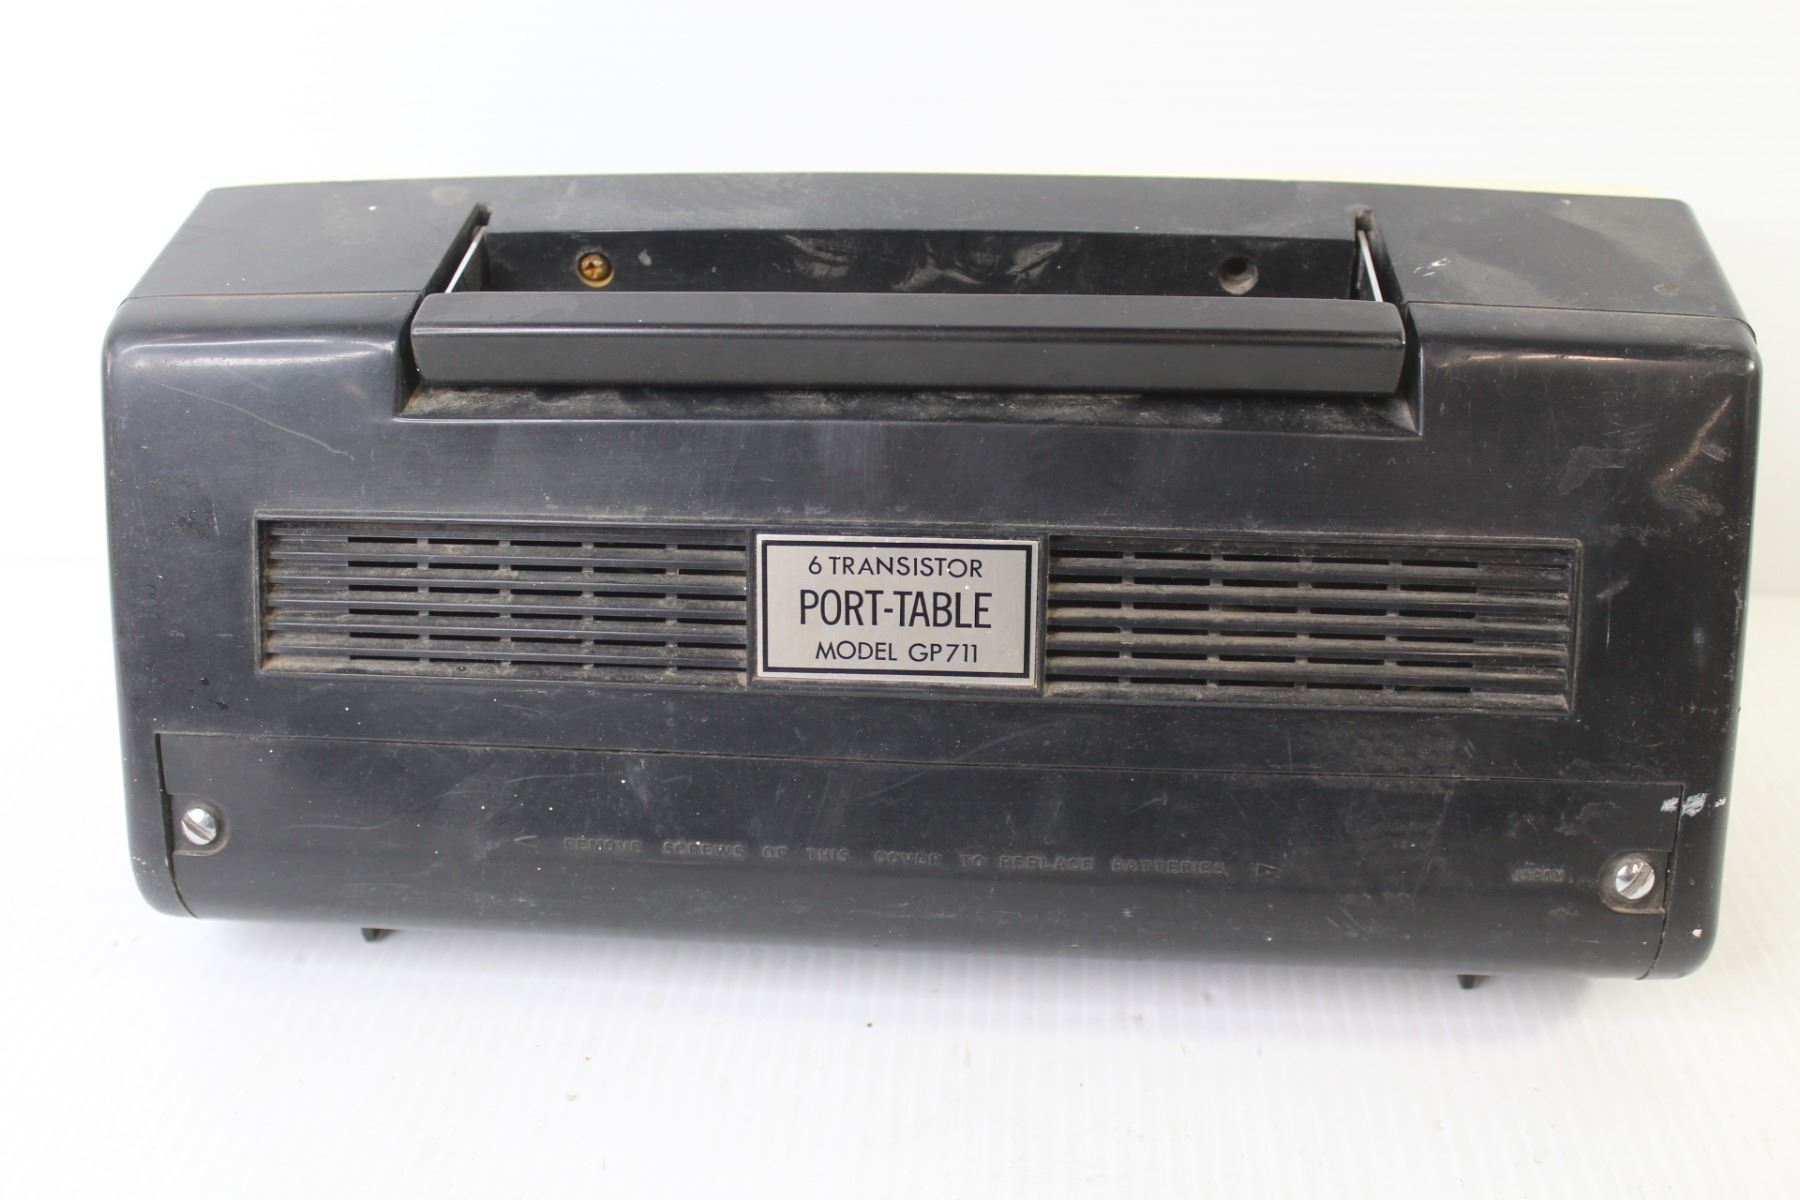 6 TRANSISTOR
PORT-TABLE
MODEL GP711
REMOVE SCREWS OF THIS COVER TO REPLACE BATTERIES
JAPAN